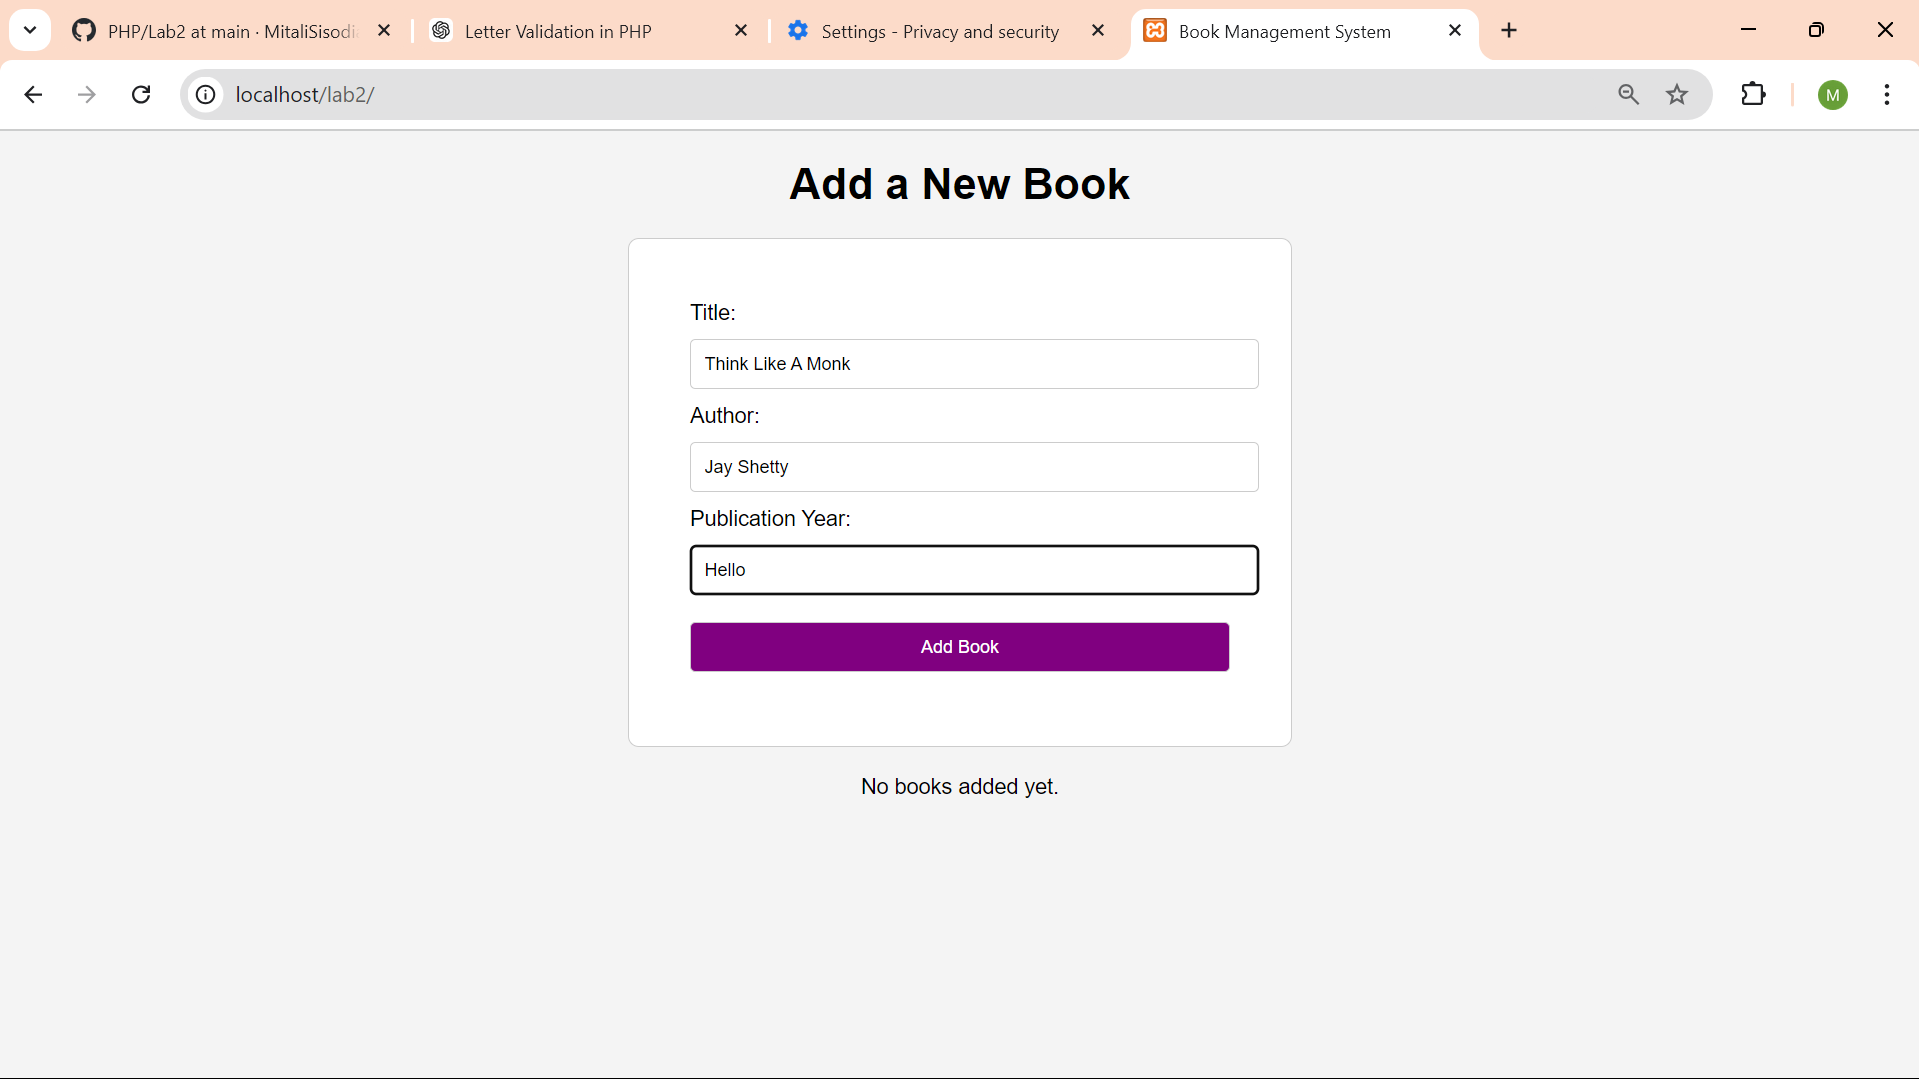 PHP/Lab2 at main · MitaliSisodi
Letter Validation in PHP
Settings - Privacy and security
Book Management System
localhost/lab2/
M
Add a New Book
Title:
Think Like A Monk
Author:
Jay Shetty
Publication Year:
Hello
Add Book
No books added yet.